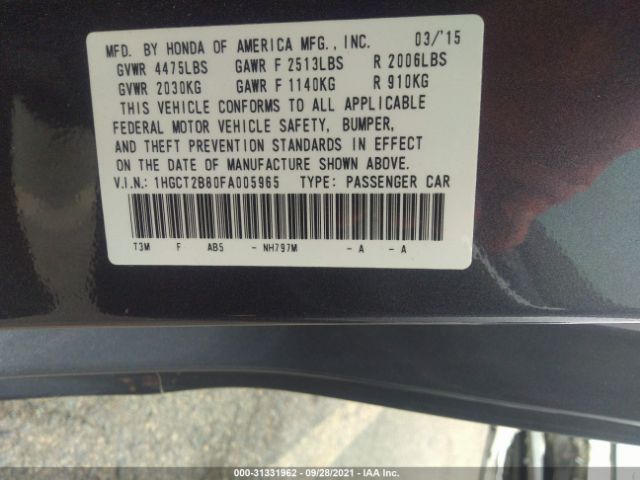 MFD. BY HONDA OF AMERICA MFG., INC. 03/'15
GVWR 4475LBS GAWR F 2513LBS R 2006LBS
GVWR 2030KG GAWR F 1140KG R 910KG
THIS VEHICLE CONFORMS TO ALL APPLICABLE
FEDERAL MOTOR VEHICLE SAFETY, BUMPER,
AND THEFT PREVENTION STANDARDS IN EFFECT
ON THE DATE OF MANUFACTURE SHOWN ABOVE.
V.I.N.: 1HGCT2B80FA005965 TYPE: PASSENGER CAR
T3M F AB5 - NH797M - A - A
000-31331962 - 09/28/2021 - IAA Inc.